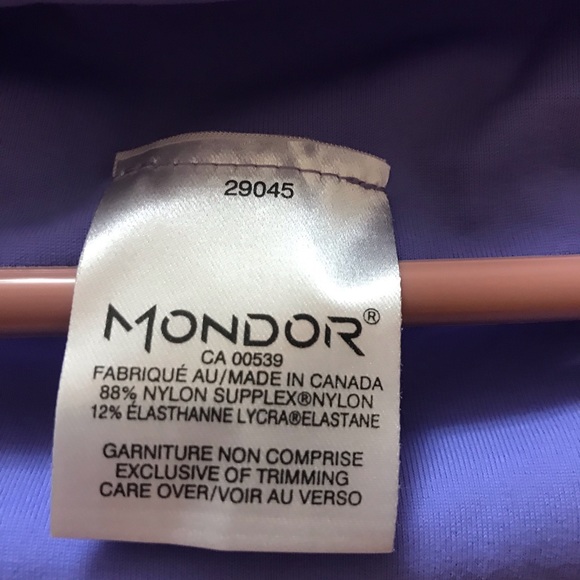 29045
MONDOR®
CA 00539
FABRIQUÉ AU/MADE IN CANADA
88% NYLON SUPPLEX®NYLON
12% ÉLASTHANNE LYCRA®ELASTANE
GARNITURE NON COMPRISE
EXCLUSIVE OF TRIMMING
CARE OVER/VOIR AU VERSO